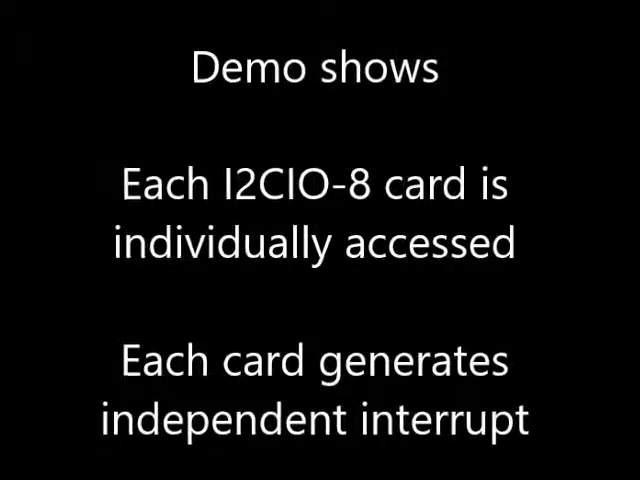 Demo shows
Each I2CIO-8 card is
individually accessed
Each card generates
independent interrupt